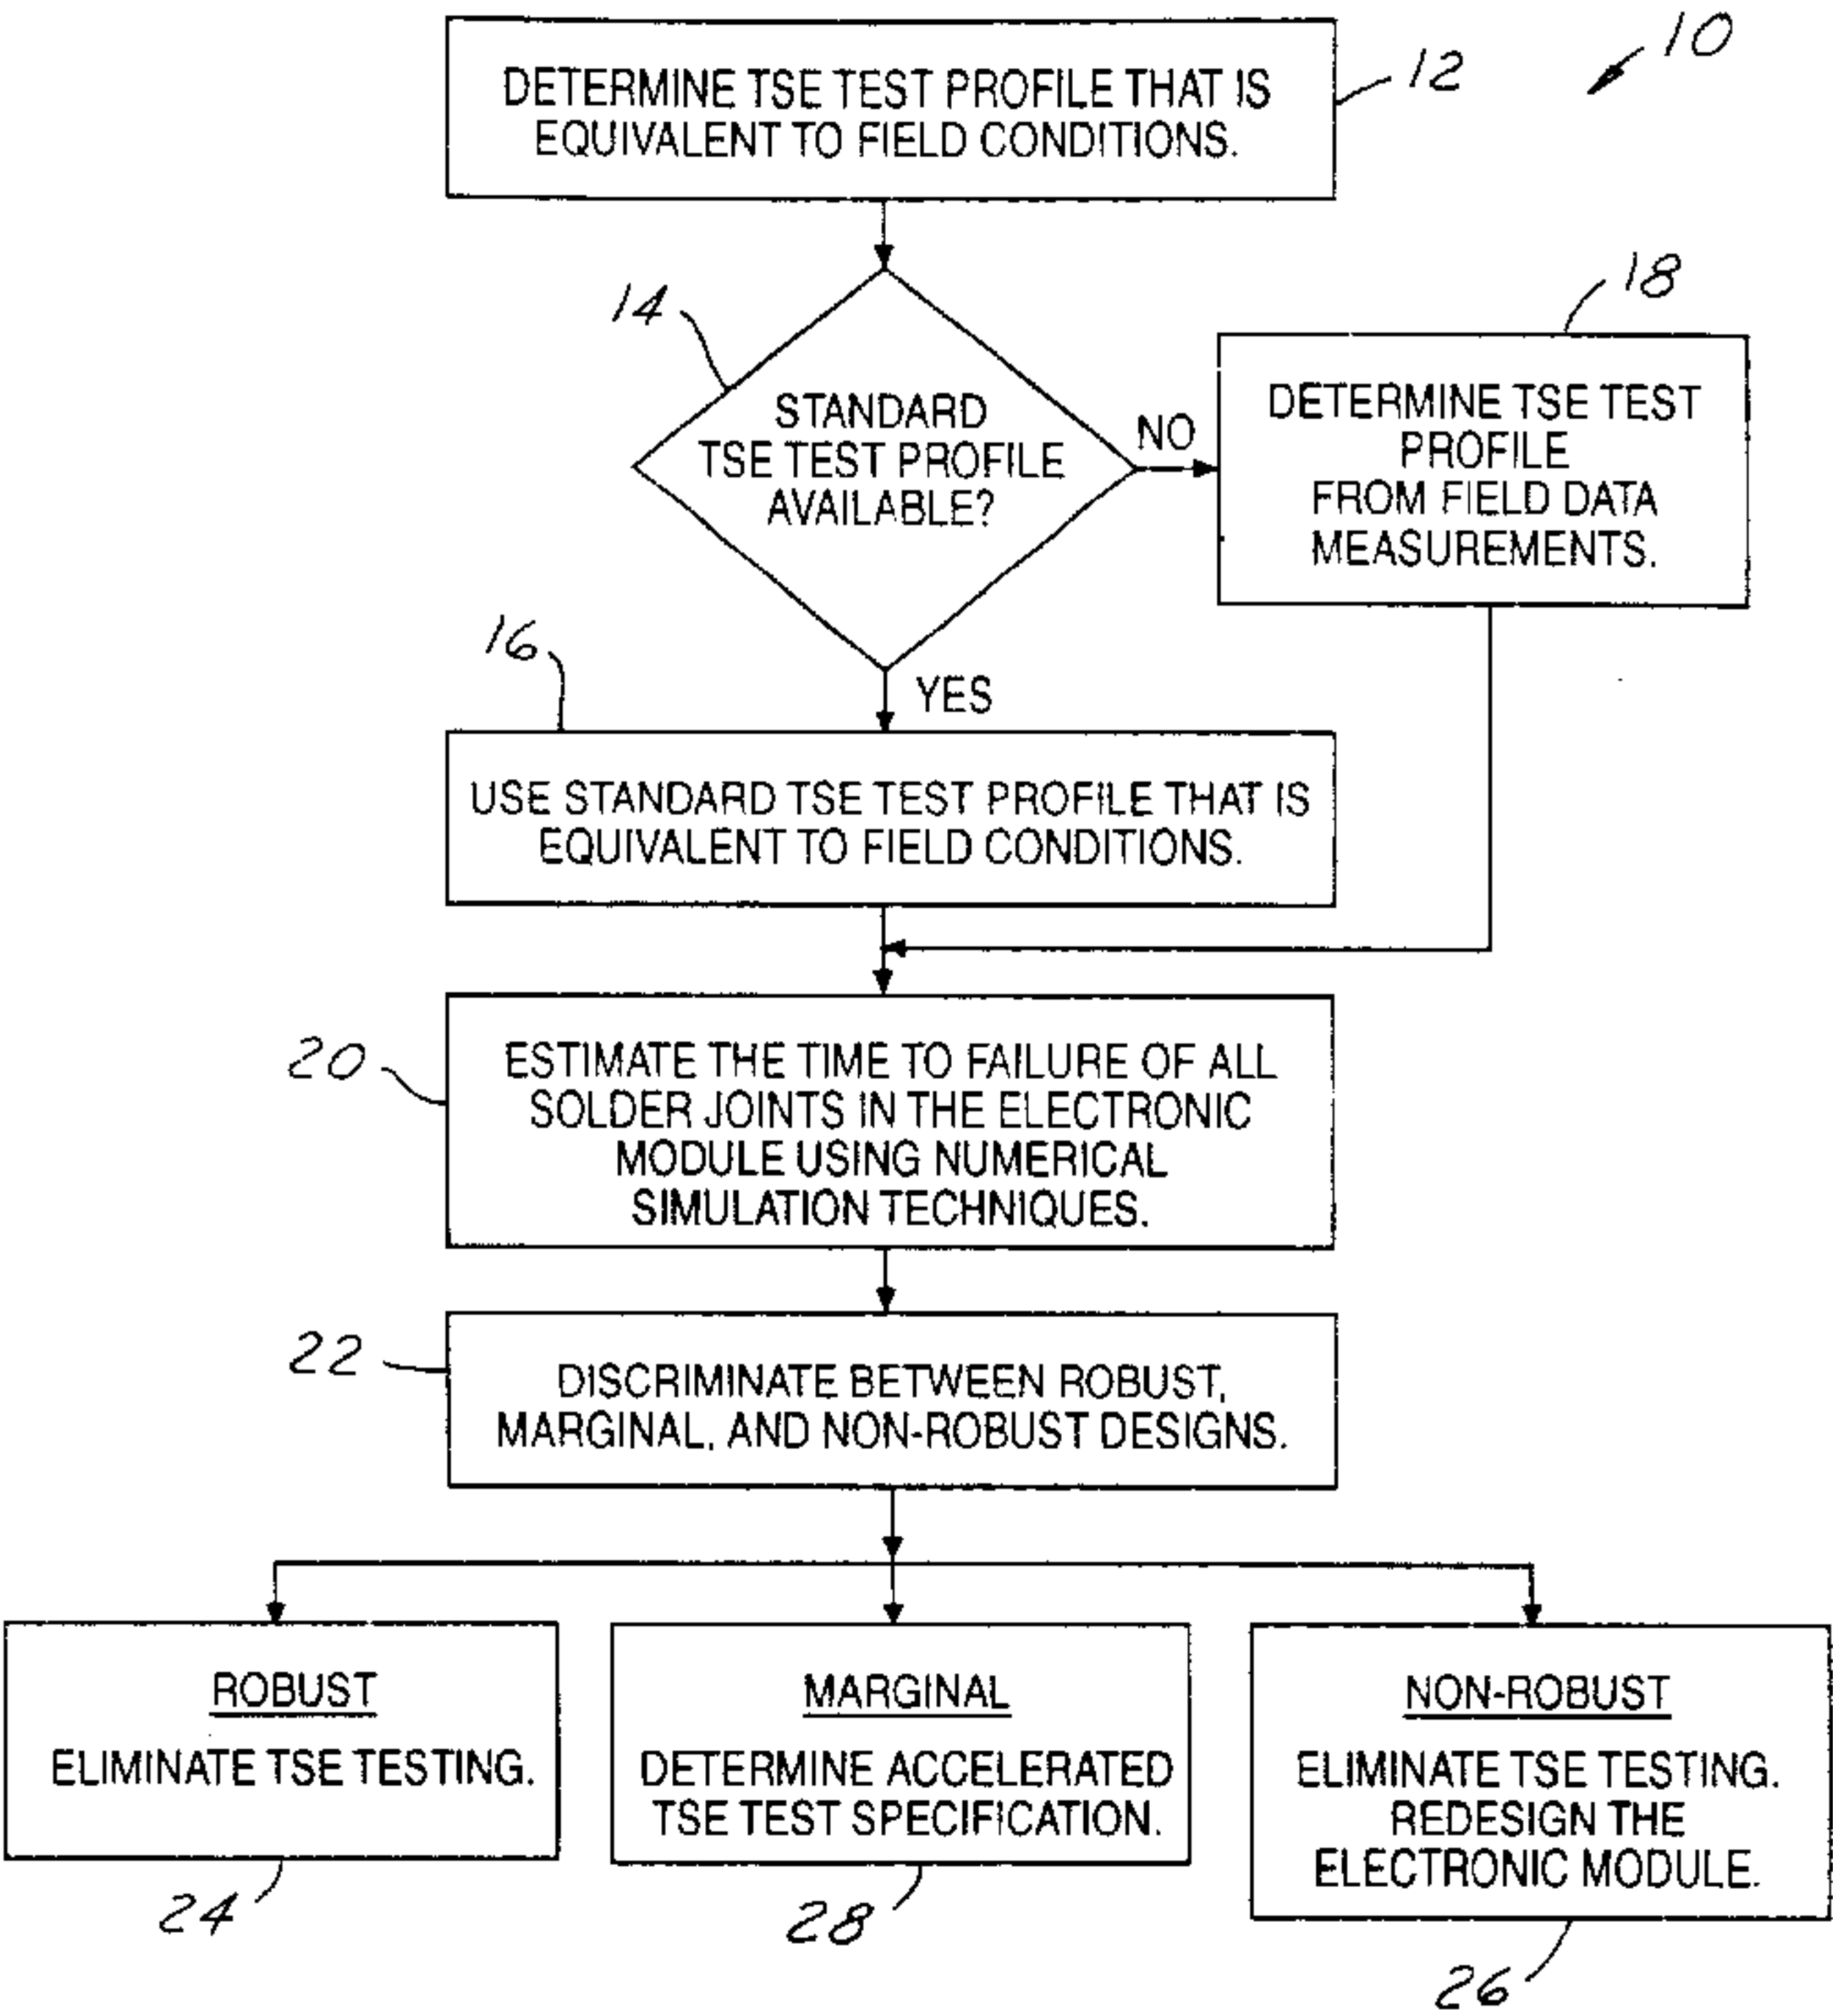 10
DETERMINE TSE TEST PROFILE THAT IS
EQUIVALENT TO FIELD CONDITIONS.
12
14
STANDARD
TSE TEST PROFILE
AVAILABLE?
NO
18
DETERMINE TSE TEST
PROFILE
FROM FIELD DATA
MEASUREMENTS.
YES
16
USE STANDARD TSE TEST PROFILE THAT IS
EQUIVALENT TO FIELD CONDITIONS.
20
ESTIMATE THE TIME TO FAILURE OF ALL
SOLDER JOINTS IN THE ELECTRONIC
MODULE USING NUMERICAL
SIMULATION TECHNIQUES.
22
DISCRIMINATE BETWEEN ROBUST,
MARGINAL, AND NON-ROBUST DESIGNS.
ROBUST
ELIMINATE TSE TESTING.
24
MARGINAL
DETERMINE ACCELERATED
TSE TEST SPECIFICATION.
28
NON-ROBUST
ELIMINATE TSE TESTING.
REDESIGN THE
ELECTRONIC MODULE.
26